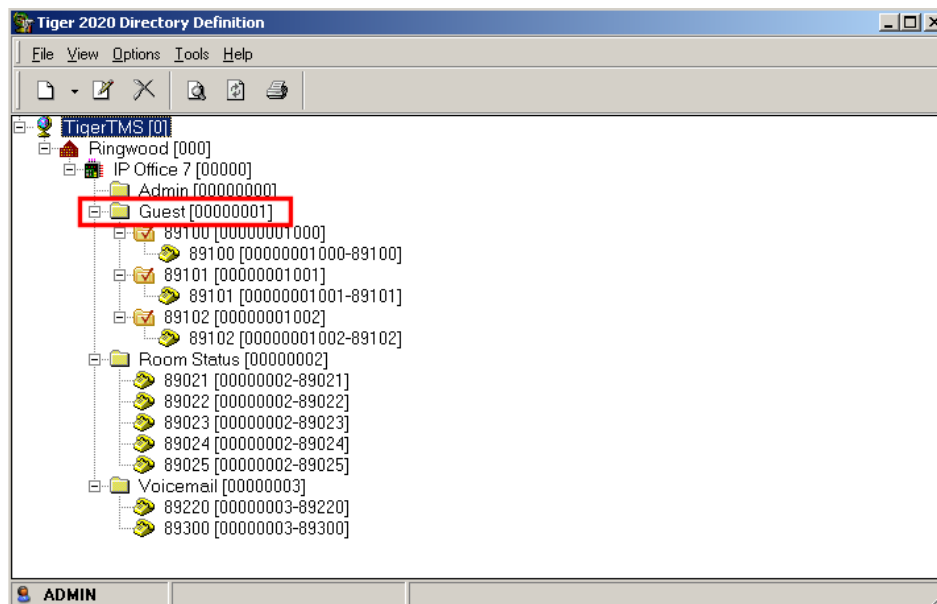 Tiger 2020 Directory Definition
File View Options Tools Help
TigerTMS [0]
Ringwood [000]
IP Office 7 [00000]
Admin [00000000]
Guest [00000001]
89100 [00000001000]
89100 [00000001000-89100]
89101 [00000001001]
89101 [00000001001-89101]
89102 [00000001002]
89102 [00000001002-89102]
Room Status [00000002]
89021 [00000002-89021]
89022 [00000002-89022]
89023 [00000002-89023]
89024 [00000002-89024]
89025 [00000002-89025]
Voicemail [00000003]
89220 [00000003-89220]
89300 [00000003-89300]
ADMIN